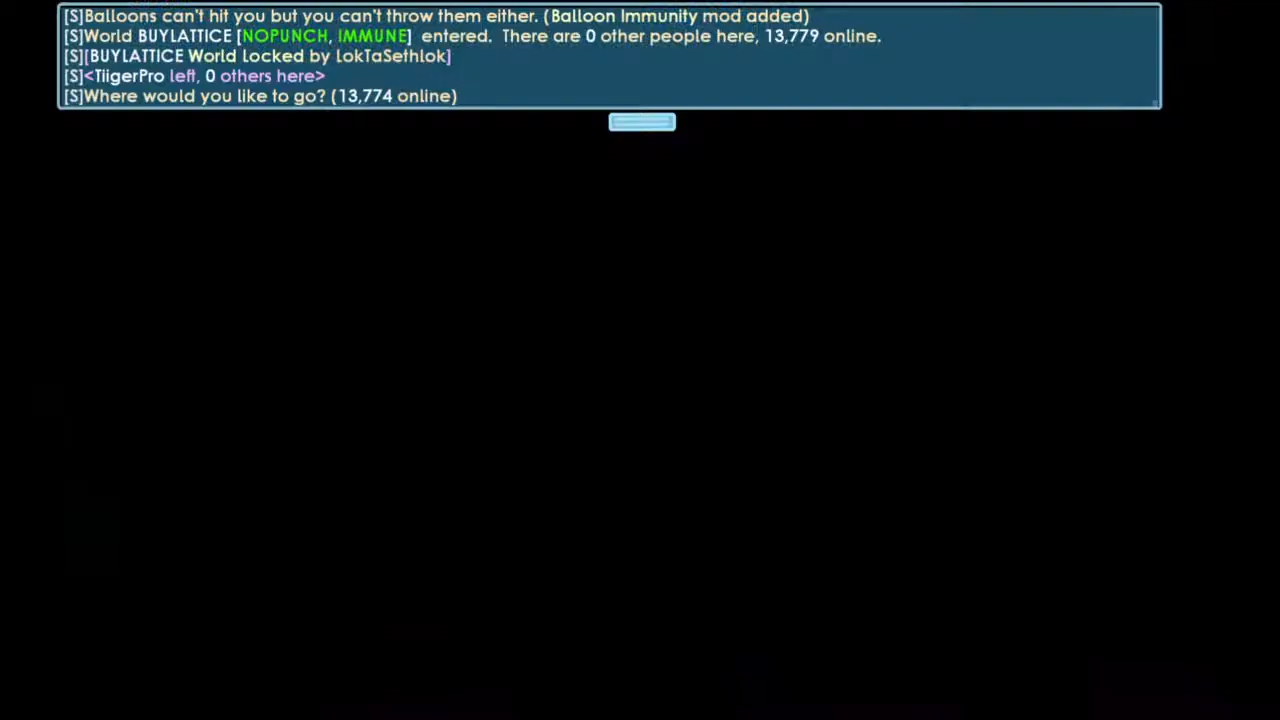 [S]Balloons can't hit you but you can't throw them either. (Balloon Immunity mod added)
[S]World BUYLATTICE [NOPUNCH, IMMUNE]  entered.  There are 0 other people here, 13,779 online.
[S][BUYLATTICE World Locked by LokTaSethlok]
[S]<TiigerPro left, 0 others here>
[S]Where would you like to go? (13,774 online)